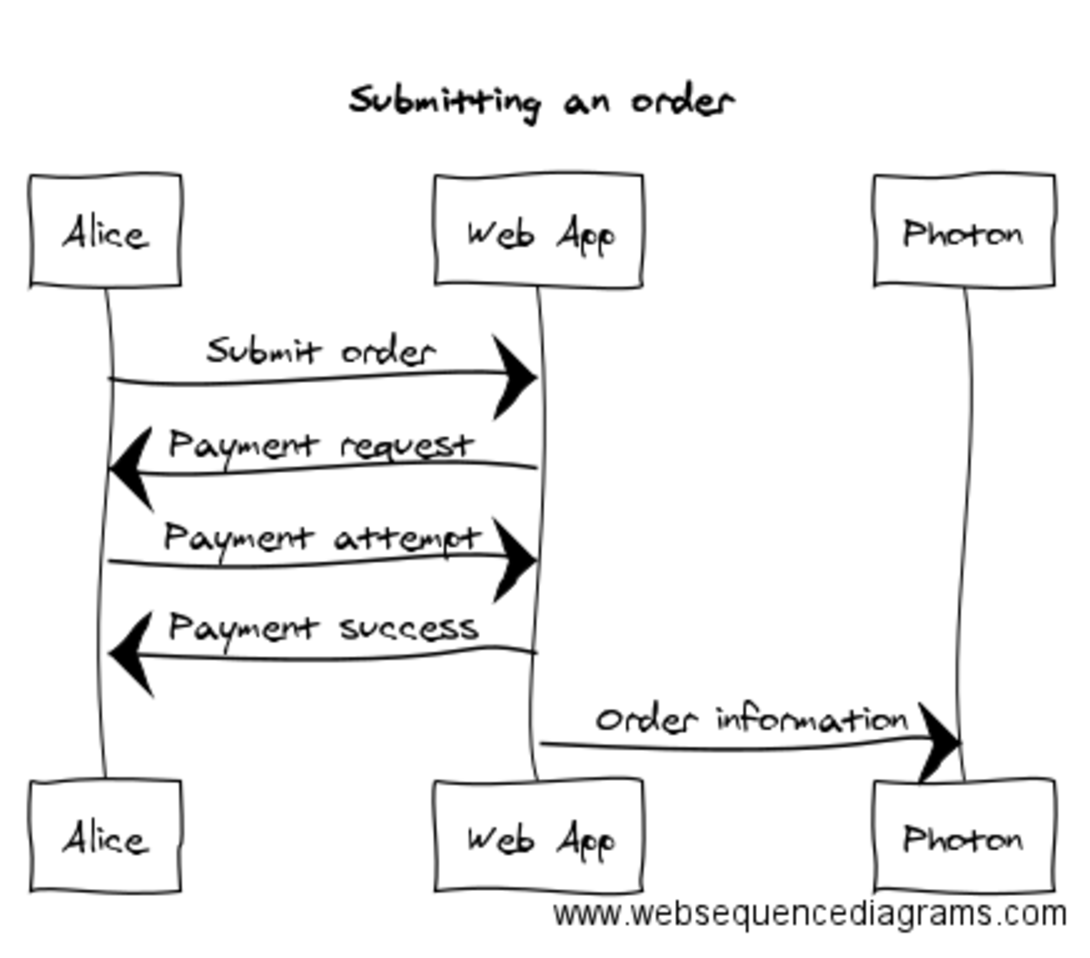 Submitting an order
Alice
Web App
Photon
Submit order
Payment request
Payment attempt
Payment success
Order information
Alice
Web App
Photon
www.websequencediagrams.com